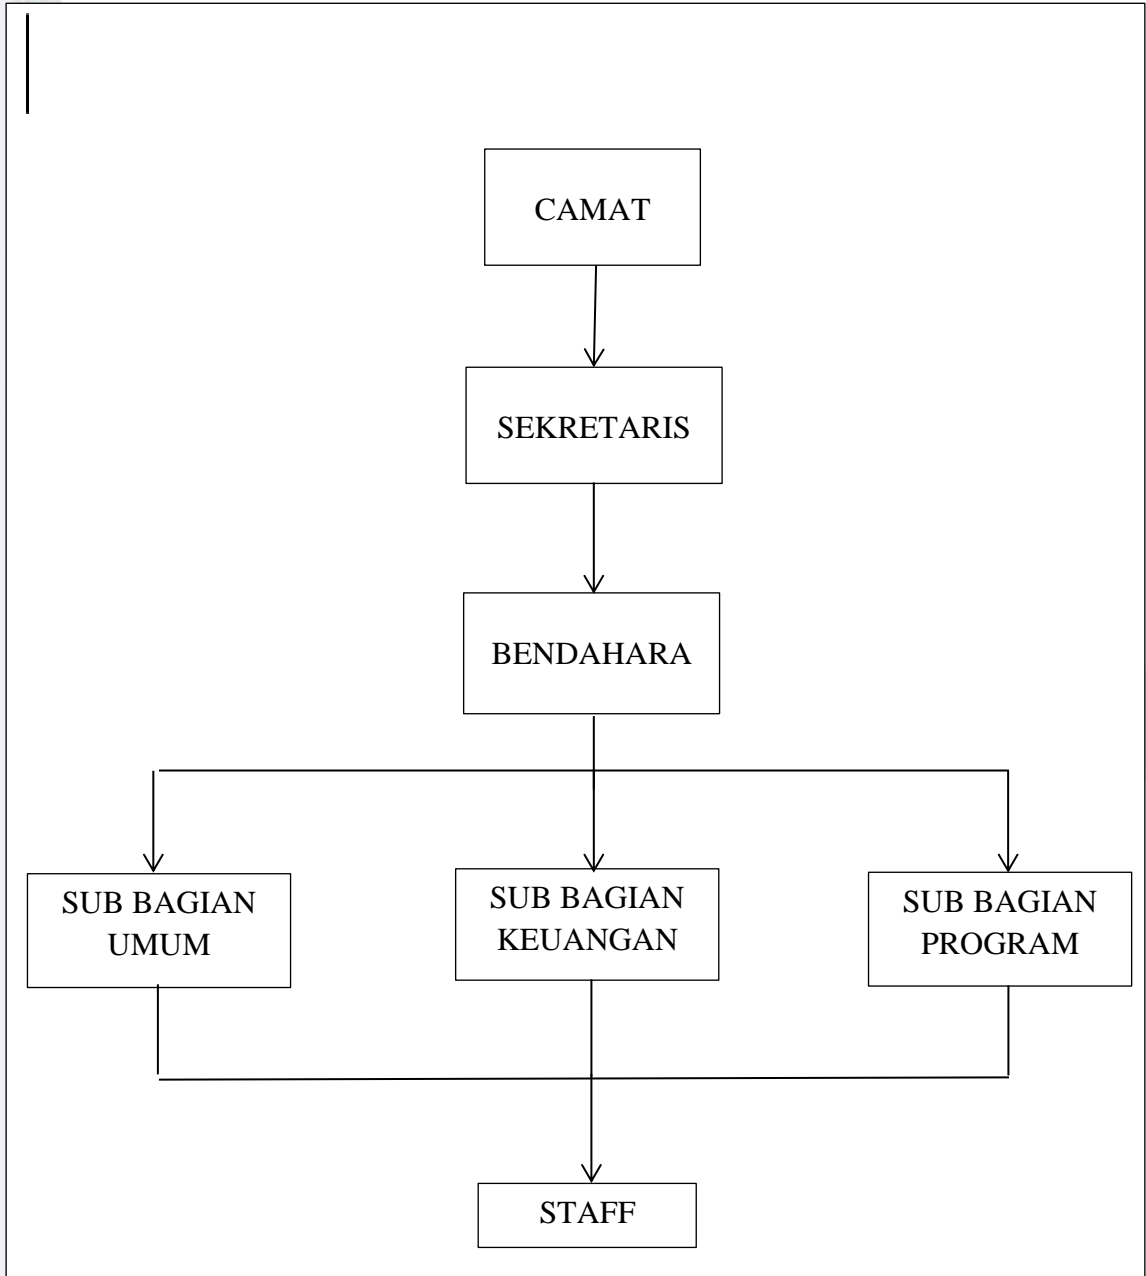 CAMAT
SEKRETARIS
BENDAHARA
SUB BAGIAN
UMUM
SUB BAGIAN
KEUANGAN
SUB BAGIAN
PROGRAM
STAFF